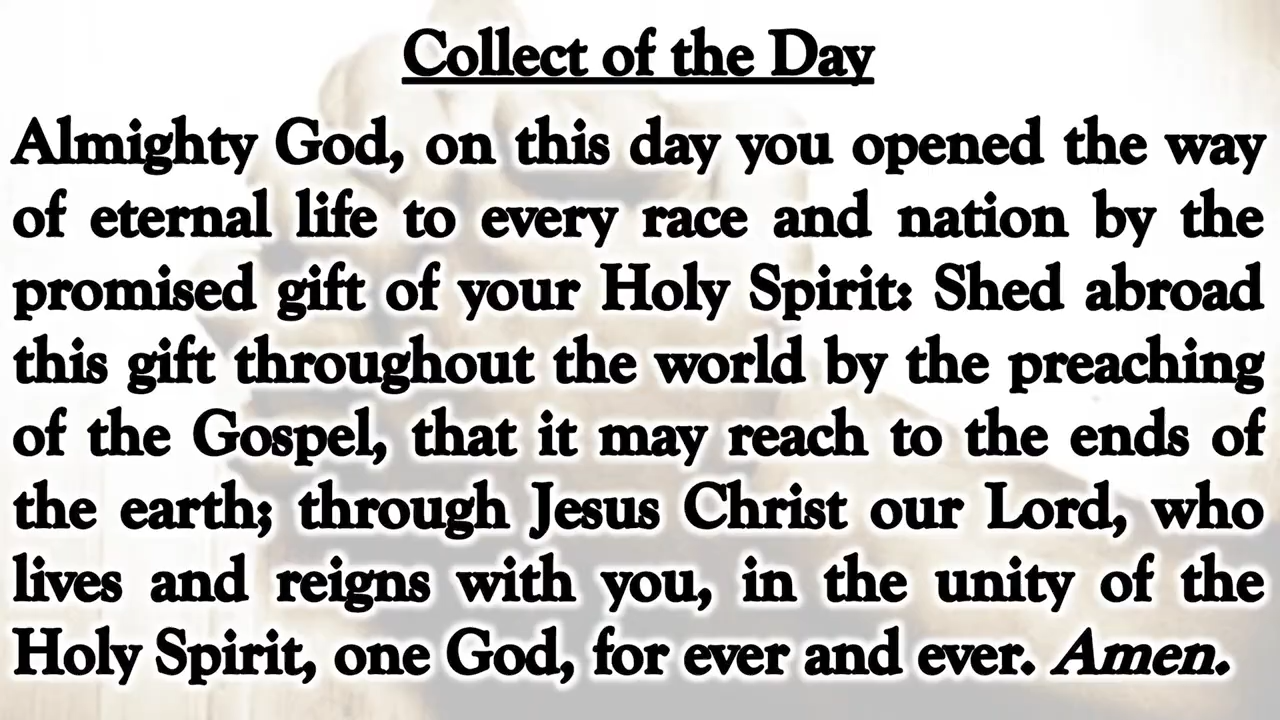 Collect of the Day
Almighty God, on this day you opened the way
of eternal life to every race and nation by the
promised gift of your Holy Spirit: Shed abroad
this gift throughout the world by the preaching
of the Gospel, that it may reach to the ends of
the earth; through Jesus Christ our Lord, who
lives and reigns with you, in the unity of the
Holy Spirit, one God, for ever and ever. Amen.